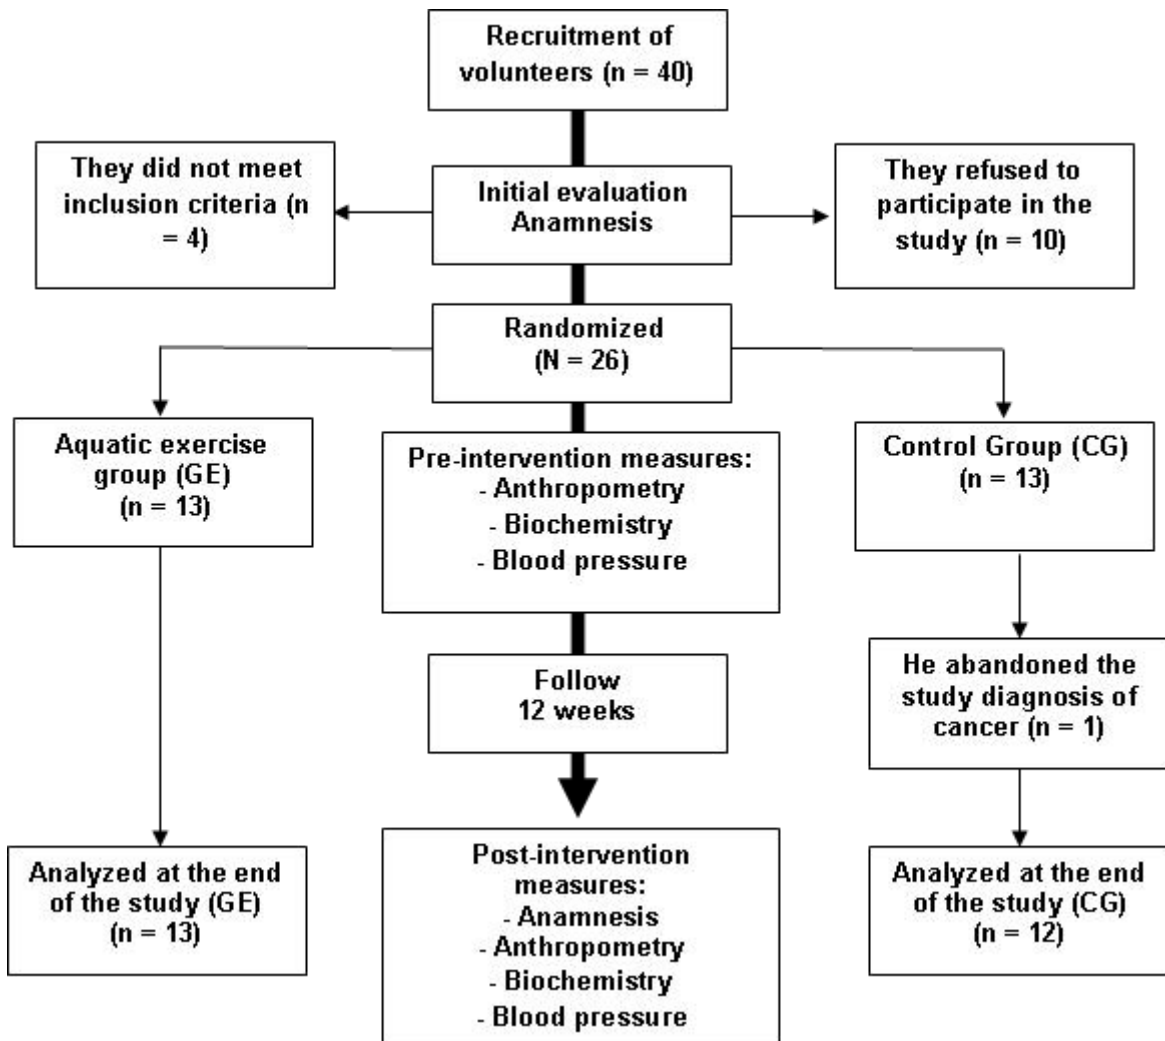 Recruitment of
volunteers (n = 40)
They did not meet
inclusion criteria (n
= 4)
Initial evaluation
Anamnesis
They refused to
participate in the
study (n = 10)
Randomized
(N = 26)
Aquatic exercise
group (GE)
(n = 13)
Pre-intervention measures:
- Anthropometry
- Biochemistry
- Blood pressure
Control Group (CG)
(n = 13)
Follow
12 weeks
He abandoned the
study diagnosis of
cancer (n = 1)
Analyzed at the end
of the study (GE)
(n = 13)
Post-intervention
measures:
- Anamnesis
- Anthropometry
- Biochemistry
- Blood pressure
Analyzed at the end
of the study (CG)
(n = 12)